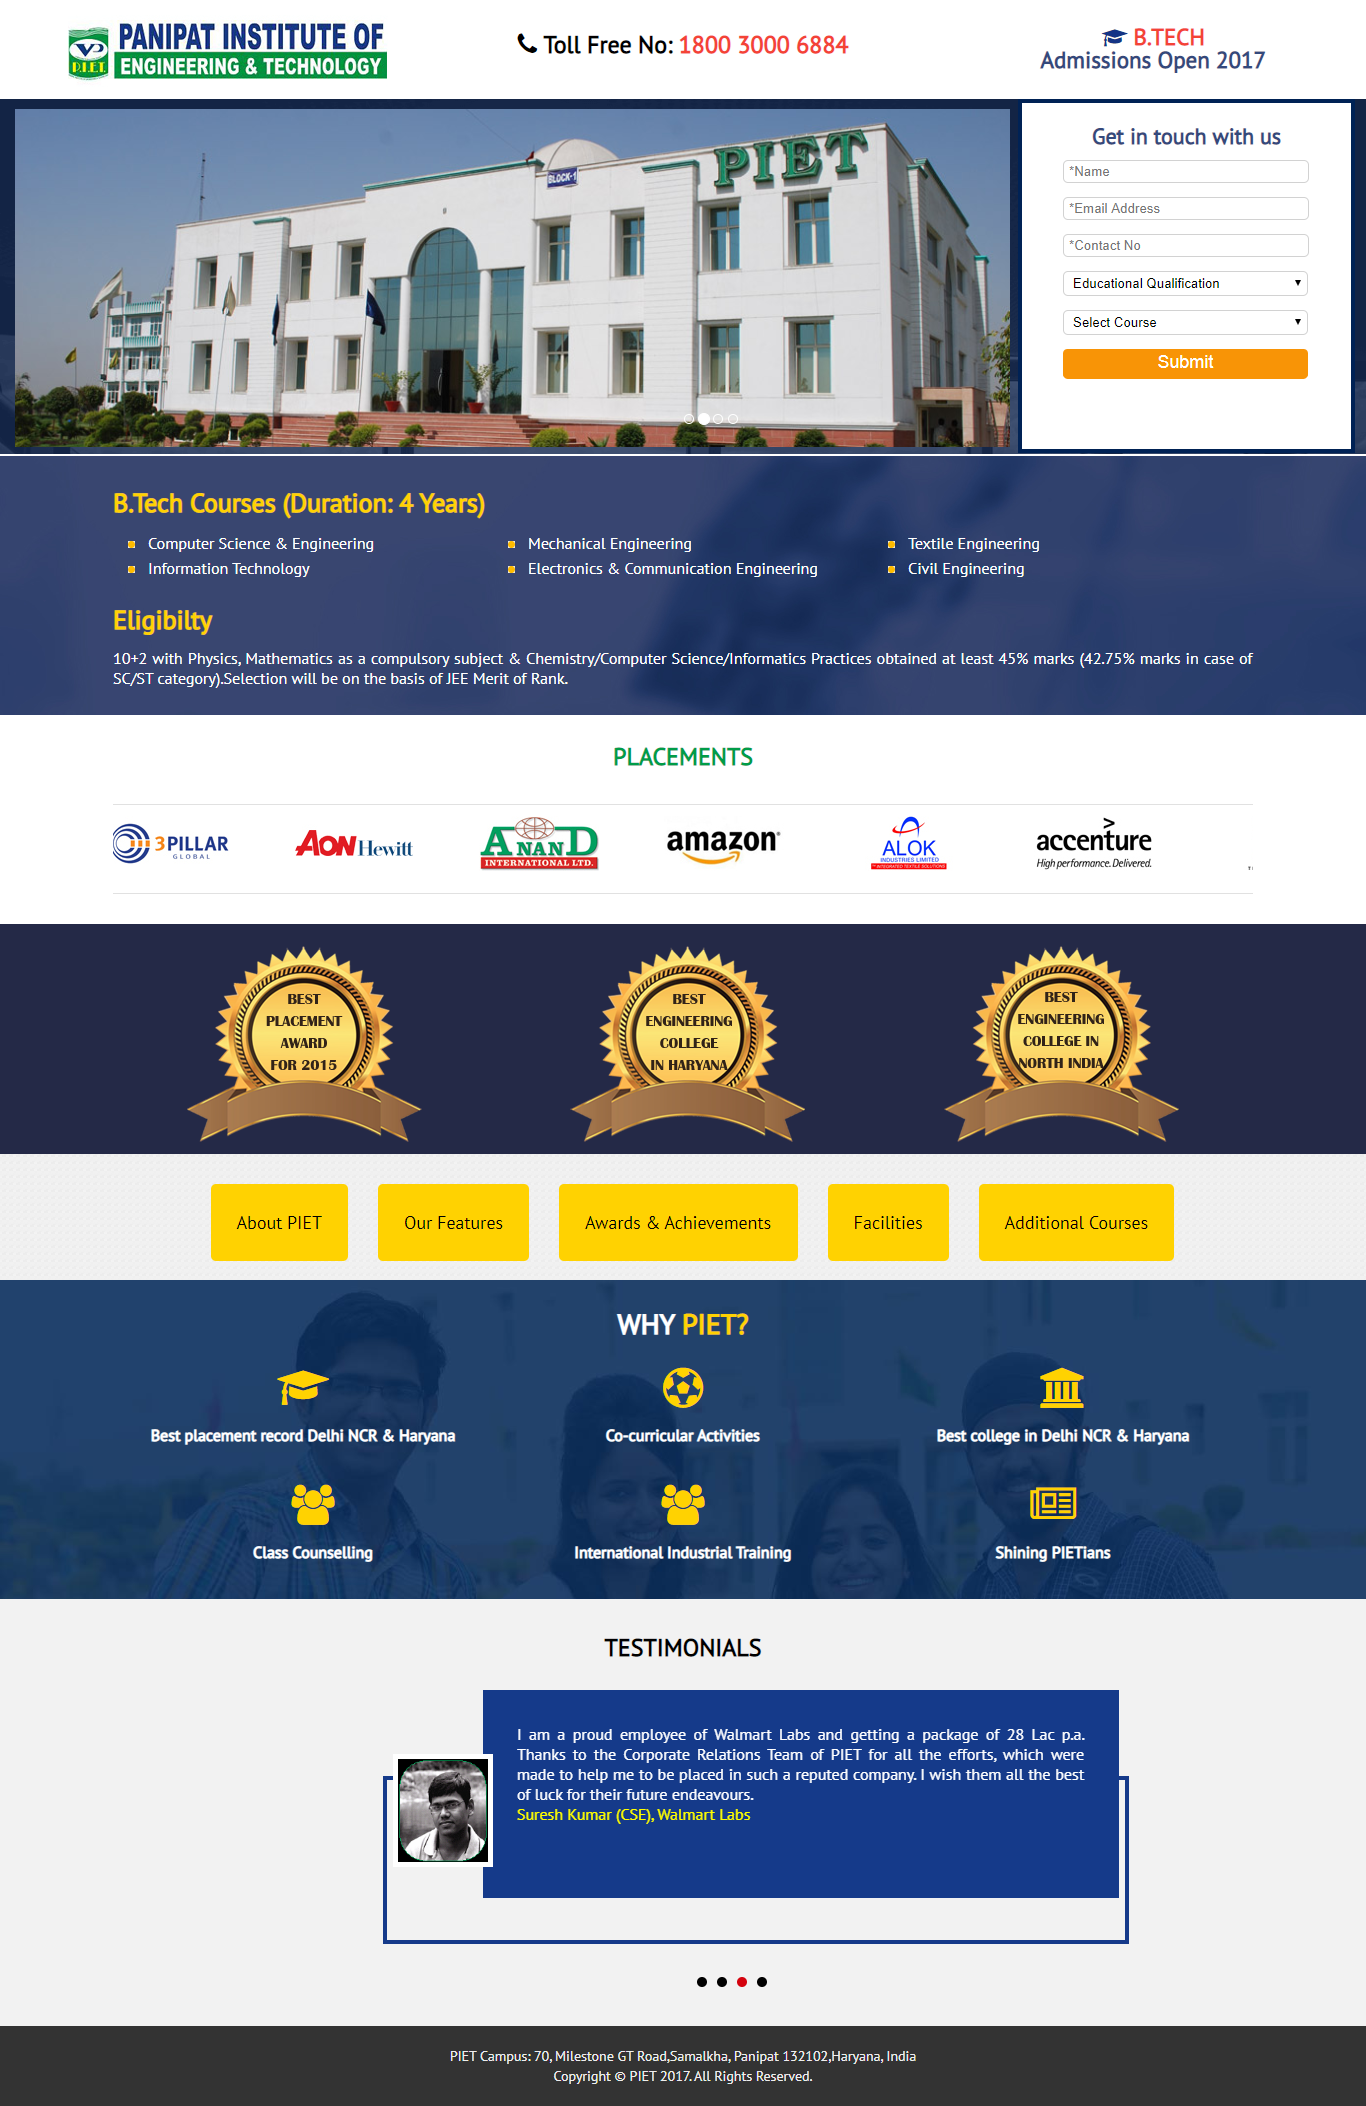 PANIPAT INSTITUTE OF
ENGINEERING & TECHNOLOGY
P.I.E.T.
Toll Free No: 1800 3000 6884
B.TECH
Admissions Open 2017
BLOCK-1
PIET
Get in touch with us
*Name
*Email Address
*Contact No
Educational Qualification
Select Course
Submit
B.Tech Courses (Duration: 4 Years)
Computer Science & Engineering
Mechanical Engineering
Textile Engineering
Information Technology
Electronics & Communication Engineering
Civil Engineering
Eligibilty
10+2 with Physics, Mathematics as a compulsory subject & Chemistry/Computer Science/Informatics Practices obtained at least 45% marks (42.75% marks in case of
SC/ST category).Selection will be on the basis of JEE Merit of Rank.
PLACEMENTS
3PILLAR
GLOBAL
AON Hewitt
ANAND
INTERNATIONAL LTD.
amazon
ALOK
INDUSTRIES LIMITED
INTEGRATED TEXTILE SOLUTIONS
accenture
High performance. Delivered.
BEST
PLACEMENT
AWARD
FOR 2015
BEST
ENGINEERING
COLLEGE
IN HARYANA
BEST
ENGINEERING
COLLEGE IN
NORTH INDIA
About PIET
Our Features
Awards & Achievements
Facilities
Additional Courses
WHY PIET?
Best placement record Delhi NCR & Haryana
Co-curricular Activities
Best college in Delhi NCR & Haryana
Class Counselling
International Industrial Training
Shining PIETians
TESTIMONIALS
I am a proud employee of Walmart Labs and getting a package of 28 Lac p.a.
Thanks to the Corporate Relations Team of PIET for all the efforts, which were
made to help me to be placed in such a reputed company. I wish them all the best
of luck for their future endeavours.
Suresh Kumar (CSE), Walmart Labs
PIET Campus: 70, Milestone GT Road,Samalkha, Panipat 132102,Haryana, India
Copyright © PIET 2017. All Rights Reserved.